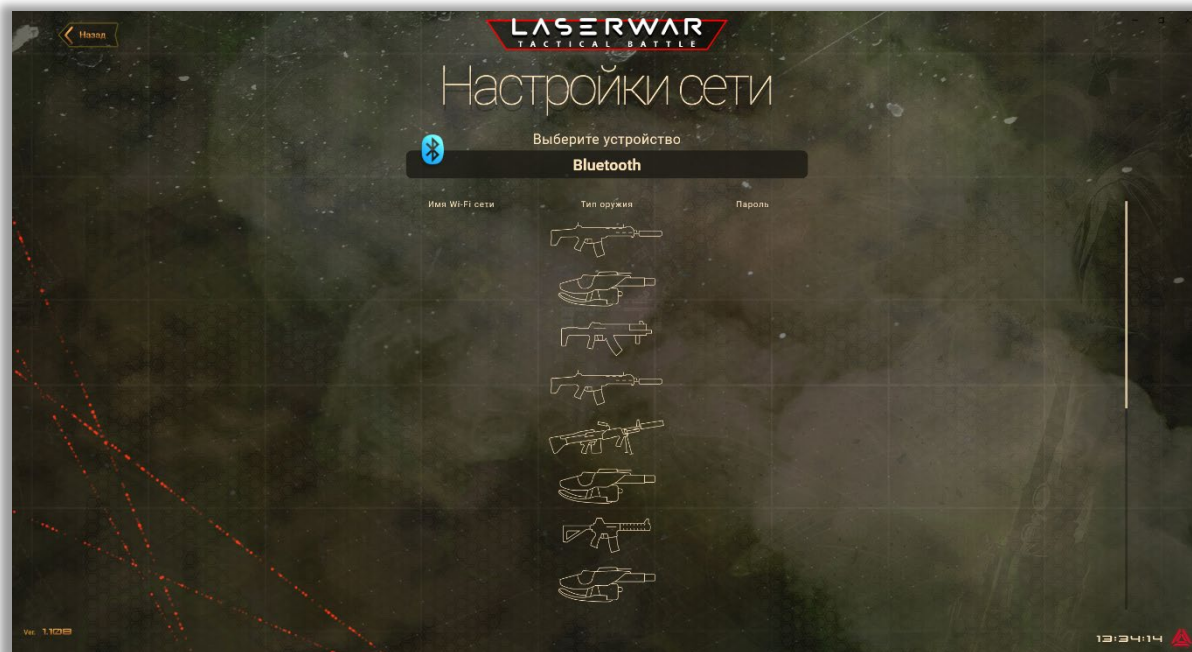 Назад
LASERWAR
TACTICAL BATTLE
Настройки сети
Выберите устройство
Bluetooth
Имя Wi-Fi сети Тип оружия Пароль
Ver. 1.108
13:34:14